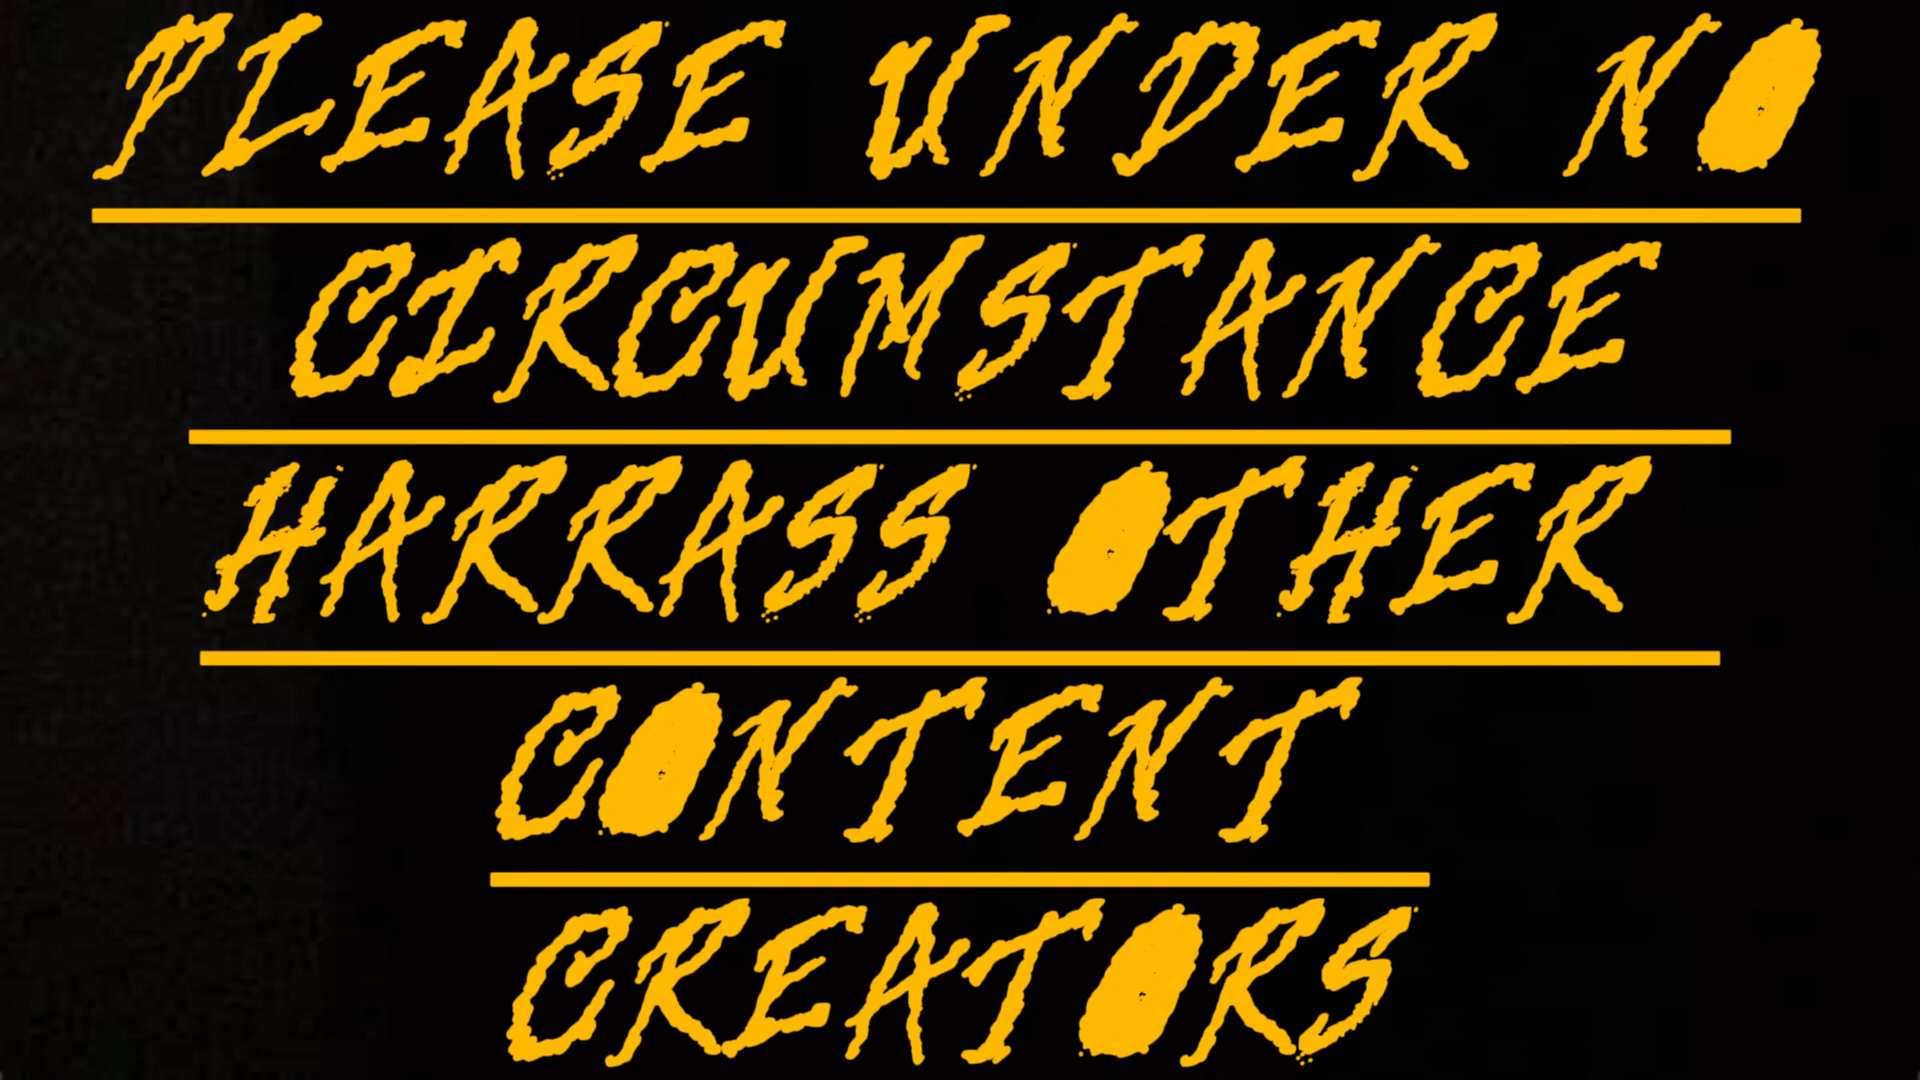 PLEASE UNDER NO
CIRCUMSTANCE
HARRASS OTHER
CONTENT
CREATORS